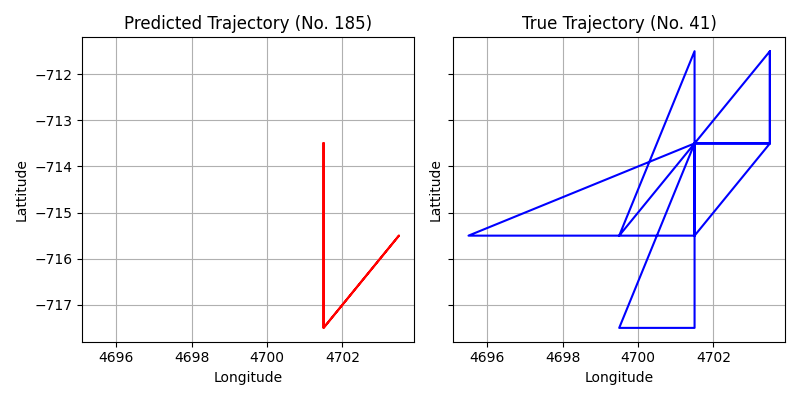 Predicted Trajectory (No. 185)
True Trajectory (No. 41)
Lattitude
−712
−713
−714
−715
−716
−717
4696
4698
4700
4702
Longitude
Lattitude
4696
4698
4700
4702
Longitude